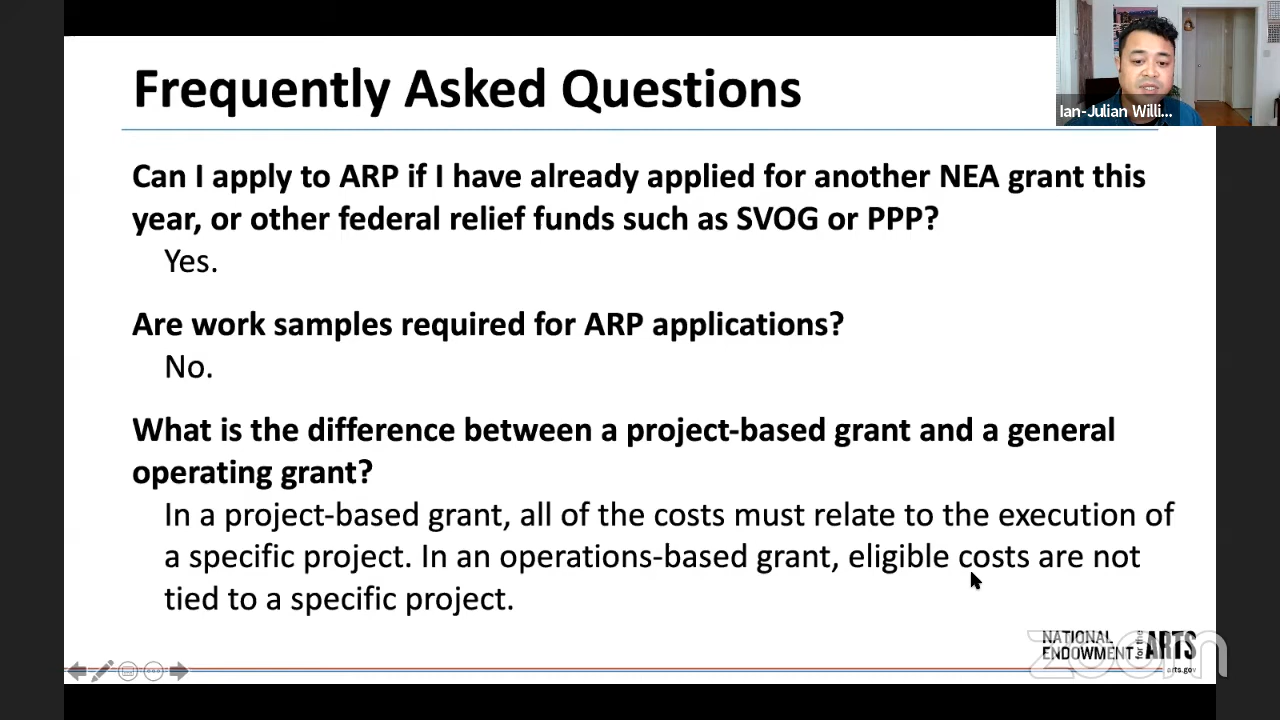 Frequently Asked Questions
Ian-Julian Willi...
Can I apply to ARP if I have already applied for another NEA grant this
year, or other federal relief funds such as SVOG or PPP?
Yes.
Are work samples required for ARP applications?
No.
What is the difference between a project-based grant and a general
operating grant?
In a project-based grant, all of the costs must relate to the execution of
a specific project. In an operations-based grant, eligible costs are not
tied to a specific project.
NATIONAL ENDOWMENT for the ARTS
arts.gov
zoom